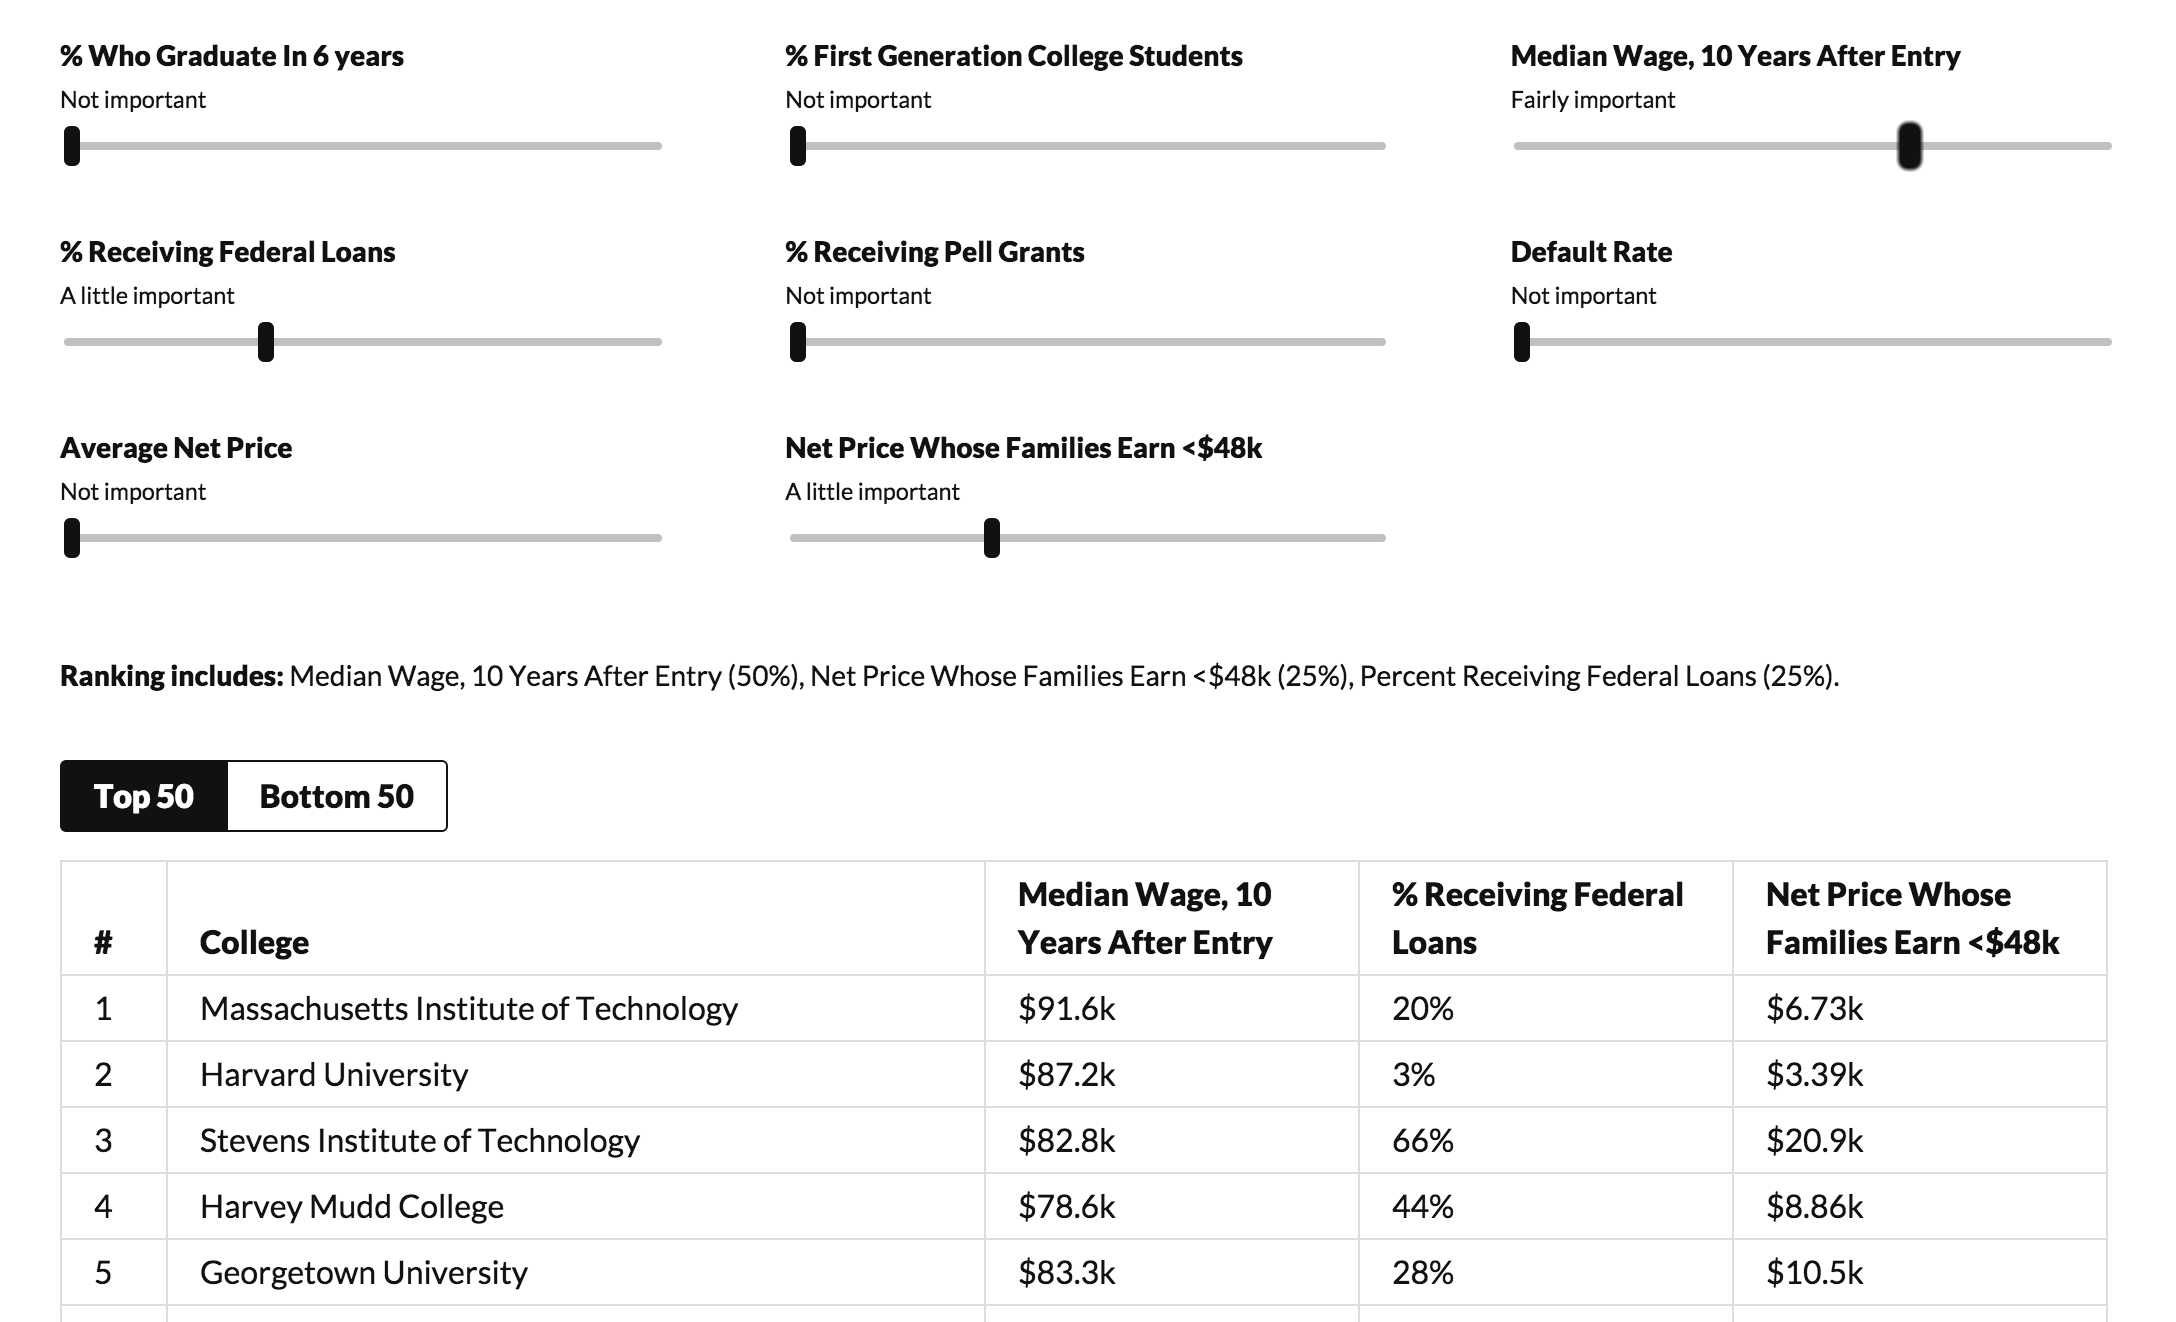 % Who Graduate In 6 years
Not important
% First Generation College Students
Not important
Median Wage, 10 Years After Entry
Fairly important
% Receiving Federal Loans
A little important
% Receiving Pell Grants
Not important
Default Rate
Not important
Average Net Price
Not important
Net Price Whose Families Earn <$48k
A little important
Ranking includes: Median Wage, 10 Years After Entry (50%), Net Price Whose Families Earn <$48k (25%), Percent Receiving Federal Loans (25%).
Top 50 Bottom 50
# College Median Wage, 10 Years After Entry % Receiving Federal Loans Net Price Whose Families Earn <$48k
1 Massachusetts Institute of Technology $91.6k 20% $6.73k
2 Harvard University $87.2k 3% $3.39k
3 Stevens Institute of Technology $82.8k 66% $20.9k
4 Harvey Mudd College $78.6k 44% $8.86k
5 Georgetown University $83.3k 28% $10.5k